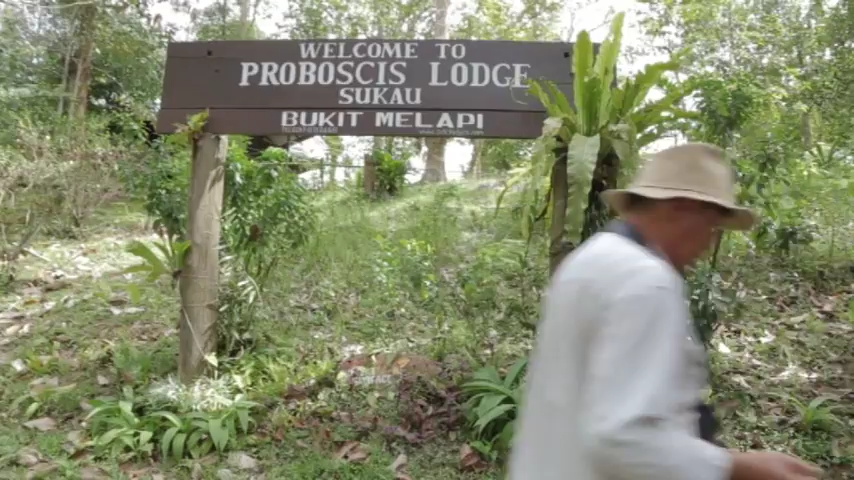 WELCOME TO
PROBOSCIS LODGE
SUKAU
BUKIT MELAPI